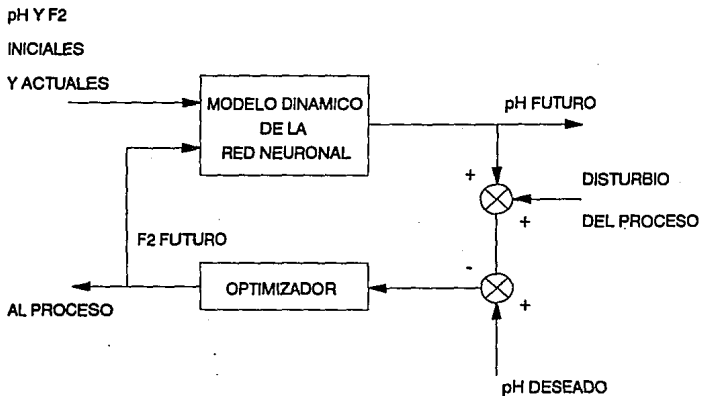 pH Y F2
INICIALES
Y ACTUALES
MODELO DINAMICO
DE LA
RED NEURONAL
pH FUTURO
+
DISTURBIO
+
DEL PROCESO
F2 FUTURO
-
OPTIMIZADOR
+
AL PROCESO
pH DESEADO